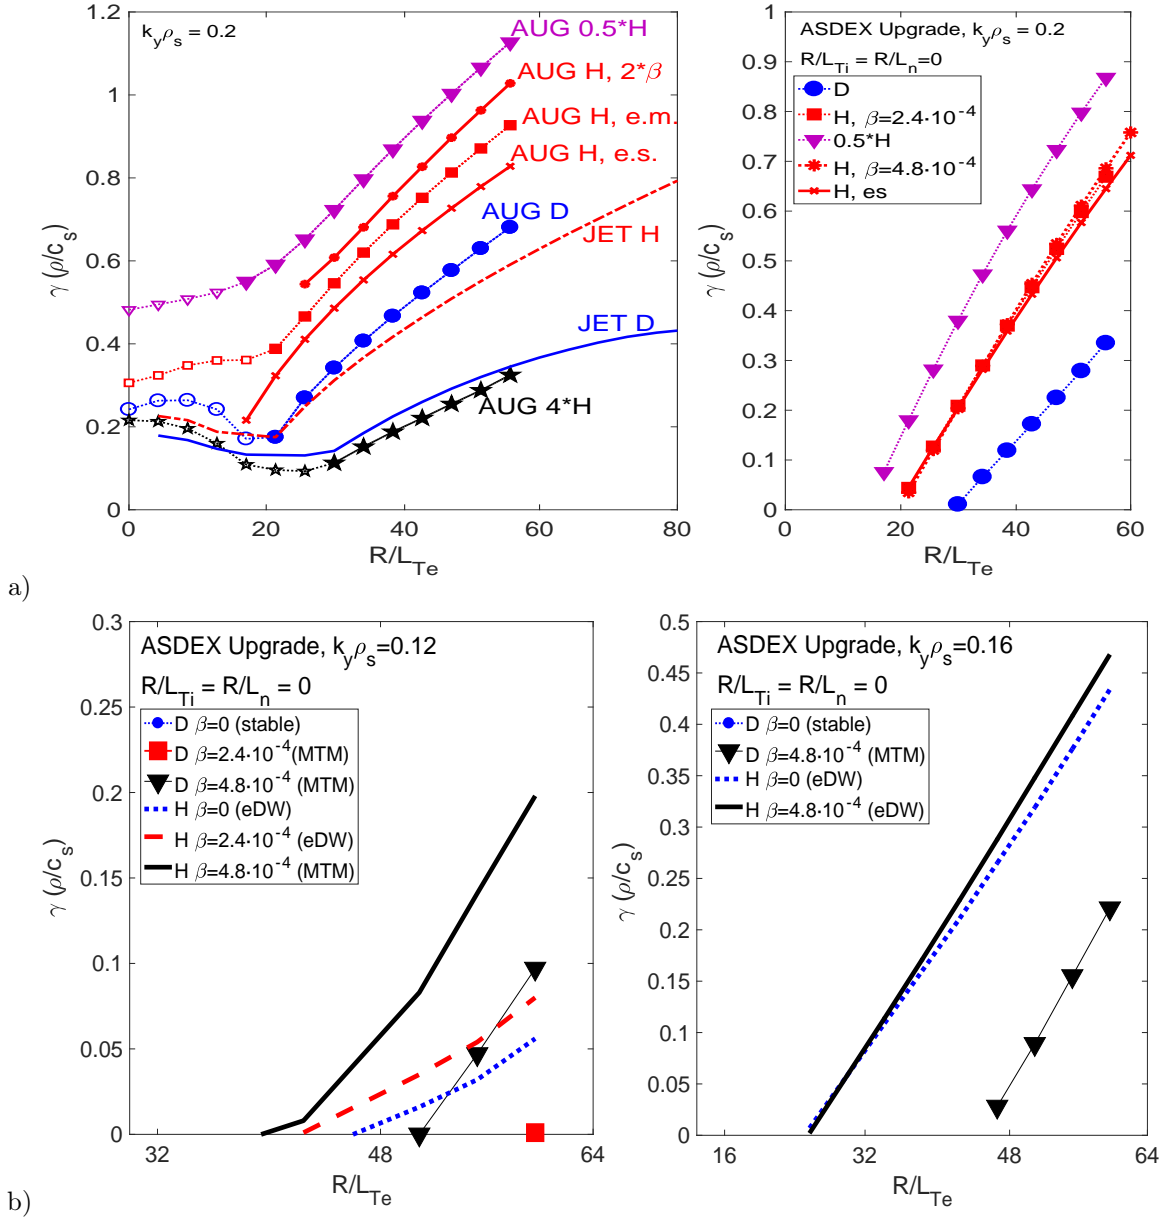 k_yρ_s = 0.2
AUG 0.5*H
AUG H, 2*β
AUG H, e.m.
AUG H, e.s.
AUG D
JET H
JET D
AUG 4*H
1.2
1
0.8
0.6
0.4
0.2
0
γ (ρ/c_s)
0 20 40 60 80
R/L_Te
ASDEX Upgrade, k_yρ_s=0.2
R/L_Ti = R/L_n=0
D
H, β=2.4·10^-4
0.5*H
H, β=4.8·10^-4
H, es
1
0.9
0.8
0.7
0.6
0.5
0.4
0.3
0.2
0.1
0
γ (ρ/c_s)
0 20 40 60
R/L_Te
a)
ASDEX Upgrade, k_yρ_s=0.12
R/L_Ti = R/L_n = 0
D β=0 (stable)
D β=2.4·10^-4 (MTM)
D β=4.8·10^-4 (MTM)
H β=0 (eDW)
H β=2.4·10^-4 (eDW)
H β=4.8·10^-4 (MTM)
0.3
0.25
0.2
0.15
0.1
0.05
0
γ (ρ/c_s)
32 48 64
R/L_Te
ASDEX Upgrade, k_yρ_s=0.16
R/L_Ti = R/L_n = 0
D β=0 (stable)
D β=4.8·10^-4 (MTM)
H β=0 (eDW)
H β=4.8·10^-4 (eDW)
0.5
0.45
0.4
0.35
0.3
0.25
0.2
0.15
0.1
0.05
0
γ (ρ/c_s)
16 32 48 64
R/L_Te
b)